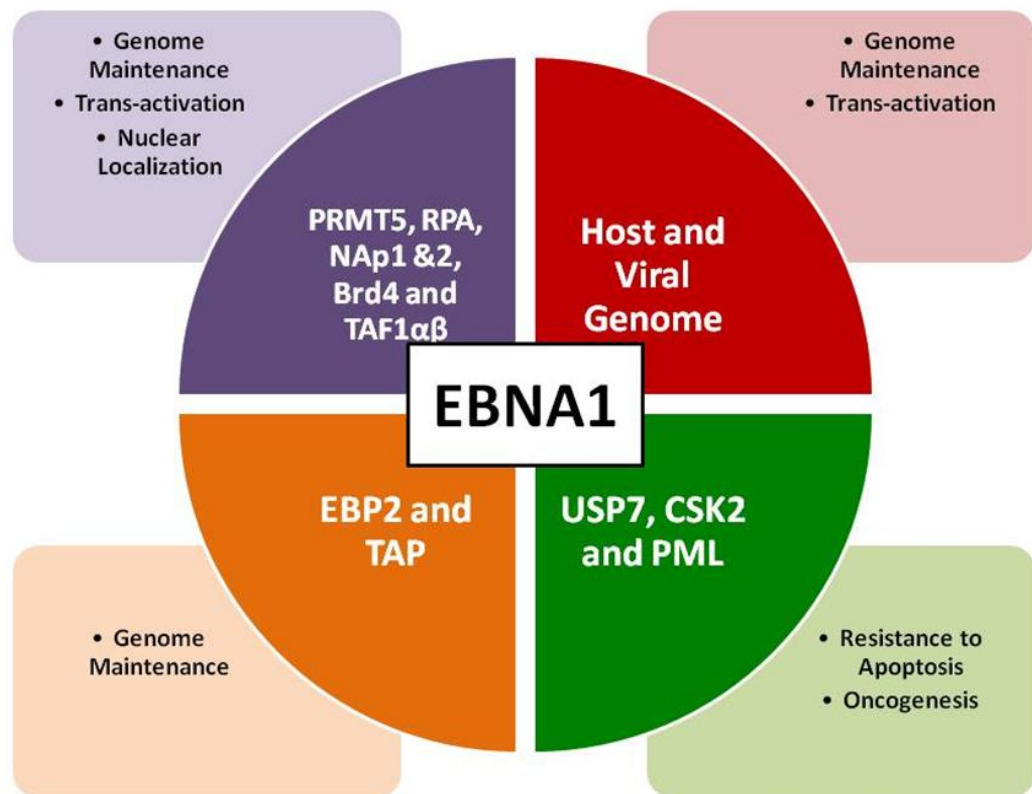 • Genome
Maintenance
• Trans-activation
• Nuclear
Localization
• Genome
Maintenance
• Trans-activation
PRMT5, RPA,
NAp1 &2,
Brd4 and
TAF1αβ
Host and
Viral
Genome
EBNA1
EBP2 and
TAP
USP7, CSK2
and PML
• Genome
Maintenance
• Resistance to
Apoptosis
• Oncogenesis